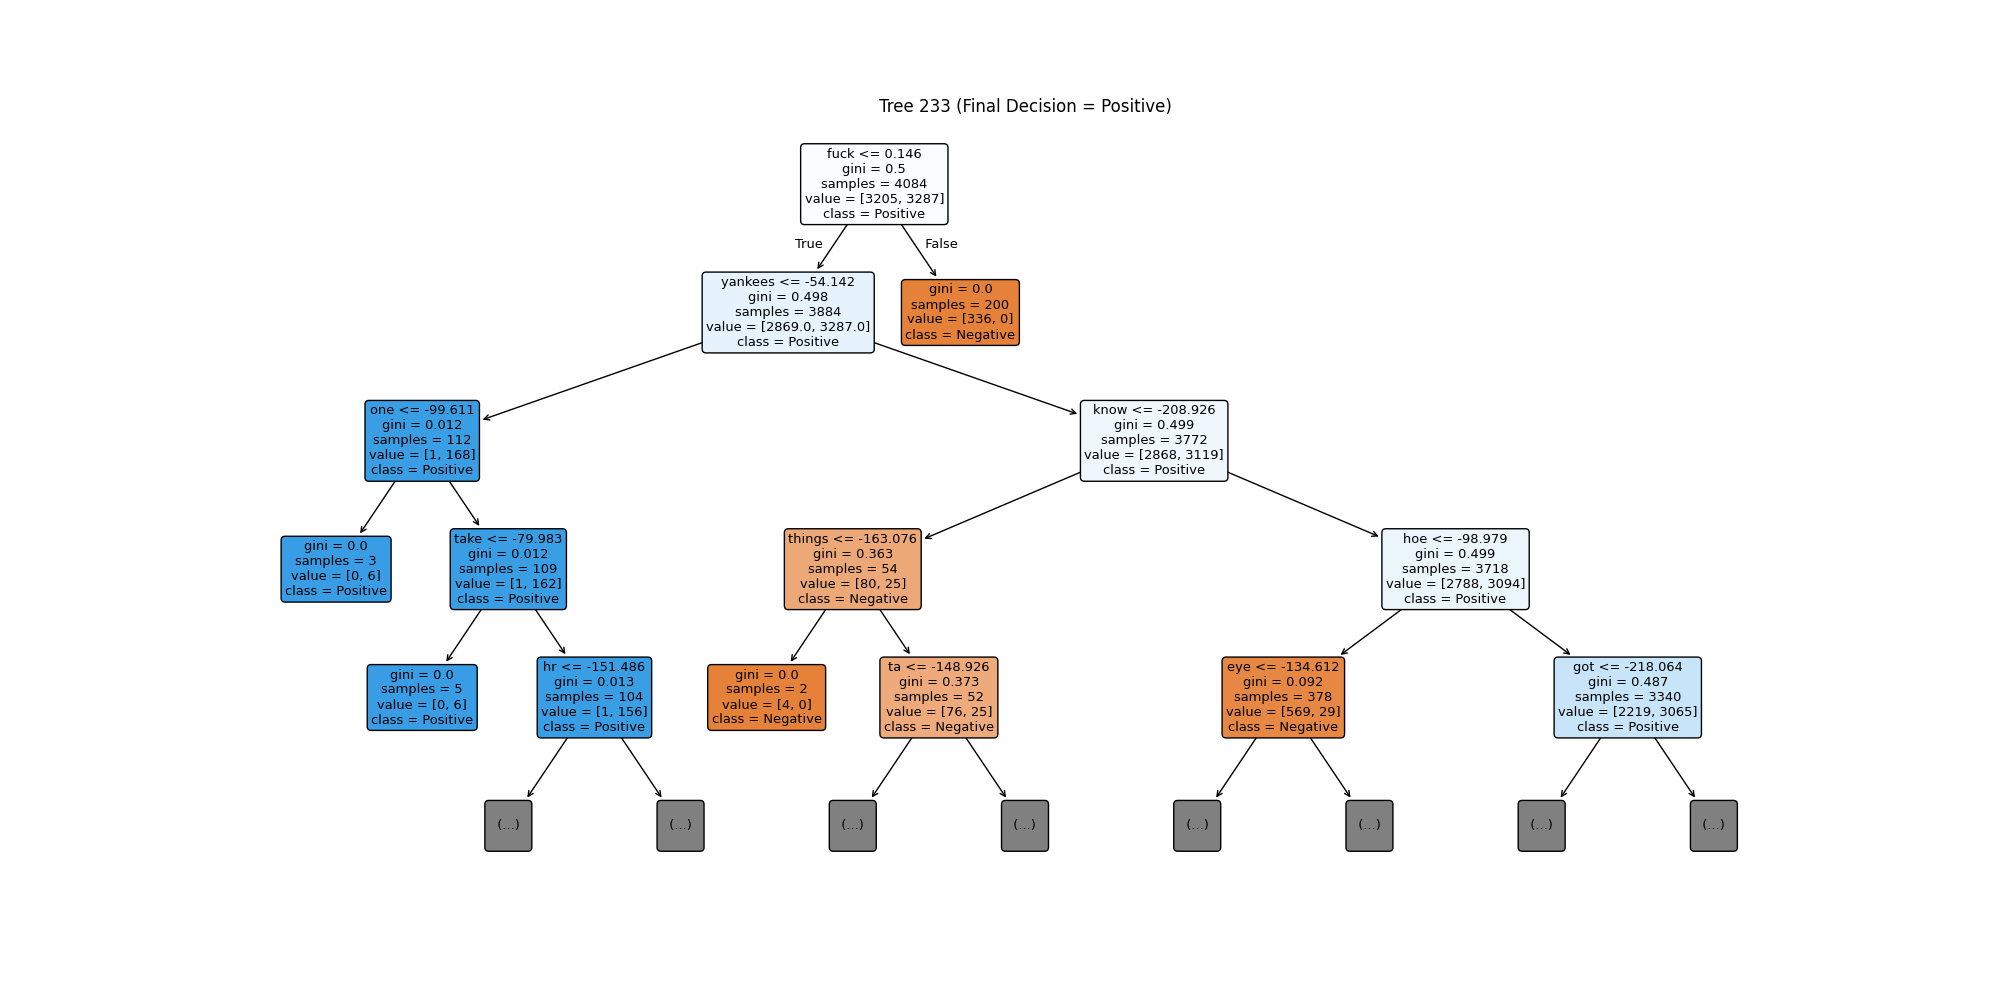 Tree 233 (Final Decision = Positive)
fuck <= 0.146
gini = 0.5
samples = 4084
value = [3205, 3287]
class = Positive
True
False
yankees <= -54.142
gini = 0.498
samples = 3884
value = [2869.0, 3287.0]
class = Positive
gini = 0.0
samples = 200
value = [336, 0]
class = Negative
one <= -99.611
gini = 0.012
samples = 112
value = [1, 168]
class = Positive
know <= -208.926
gini = 0.499
samples = 3772
value = [2868, 3119]
class = Positive
gini = 0.0
samples = 3
value = [0, 6]
class = Positive
take <= -79.983
gini = 0.012
samples = 109
value = [1, 162]
class = Positive
things <= -163.076
gini = 0.363
samples = 54
value = [80, 25]
class = Negative
hoe <= -98.979
gini = 0.499
samples = 3718
value = [2788, 3094]
class = Positive
gini = 0.0
samples = 5
value = [0, 6]
class = Positive
hr <= -151.486
gini = 0.013
samples = 104
value = [1, 156]
class = Positive
gini = 0.0
samples = 2
value = [4, 0]
class = Negative
ta <= -148.926
gini = 0.373
samples = 52
value = [76, 25]
class = Negative
eye <= -134.612
gini = 0.092
samples = 378
value = [569, 29]
class = Negative
got <= -218.064
gini = 0.487
samples = 3340
value = [2219, 3065]
class = Positive
(...)
(...)
(...)
(...)
(...)
(...)
(...)
(...)